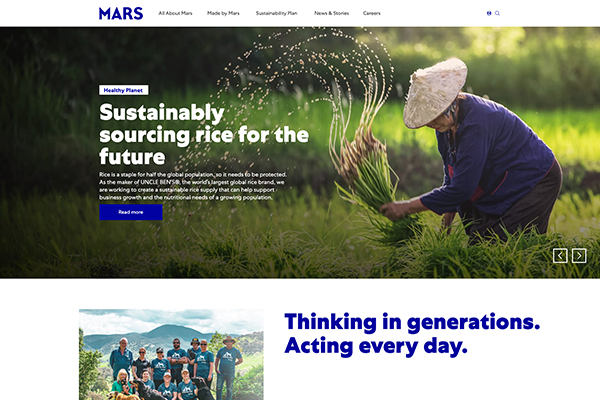 MARS
All About Mars Made by Mars Sustainability Plan News & Stories Careers
Healthy Planet
Sustainably
sourcing rice for the
future
Rice is a staple for half the global population, so it needs to be protected.
As the maker of UNCLE BEN'S®, the world's largest global rice brand, we
are working to create a sustainable rice supply that can help support
business growth and the nutritional needs of a growing population.
Read more
Thinking in generations.
Acting every day.